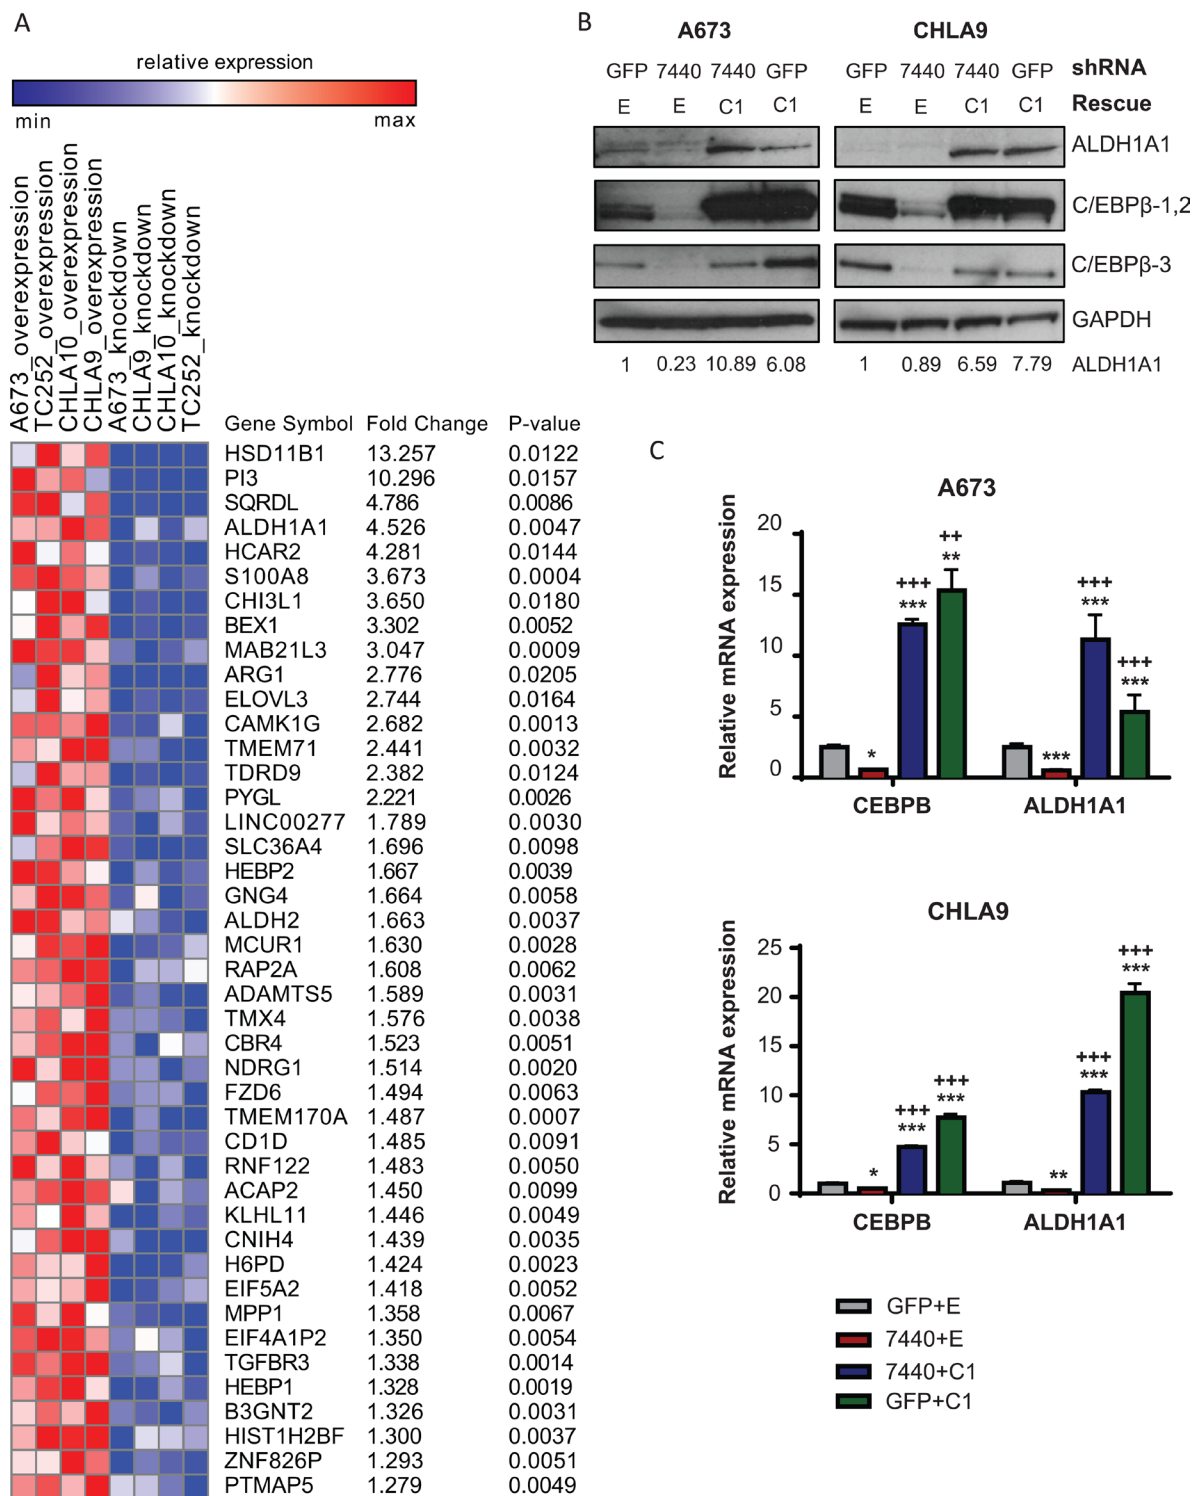 A
relative expression
min max
A673_overexpression
TC252_overexpression
CHLA10_overexpression
CHLA9_overexpression
A673_knockdown
CHLA9_knockdown
CHLA10_knockdown
TC252_knockdown
Gene Symbol Fold Change P-value
HSD11B1 13.257 0.0122
PI3 10.296 0.0157
SQRDL 4.786 0.0086
ALDH1A1 4.526 0.0047
HCAR2 4.281 0.0144
S100A8 3.673 0.0004
CHI3L1 3.650 0.0180
BEX1 3.302 0.0052
MAB21L3 3.047 0.0009
ARG1 2.776 0.0205
ELOVL3 2.744 0.0164
CAMK1G 2.682 0.0013
TMEM71 2.441 0.0032
TDRD9 2.382 0.0124
PYGL 2.221 0.0026
LINC00277 1.789 0.0030
SLC36A4 1.696 0.0098
HEBP2 1.667 0.0039
GNG4 1.664 0.0058
ALDH2 1.663 0.0037
MCUR1 1.630 0.0028
RAP2A 1.608 0.0062
ADAMTS5 1.589 0.0031
TMX4 1.576 0.0038
CBR4 1.523 0.0051
NDRG1 1.514 0.0020
FZD6 1.494 0.0063
TMEM170A 1.487 0.0007
CD1D 1.485 0.0091
RNF122 1.483 0.0050
ACAP2 1.450 0.0099
KLHL11 1.446 0.0049
CNIH4 1.439 0.0035
H6PD 1.424 0.0023
EIF5A2 1.418 0.0052
MPP1 1.358 0.0067
EIF4A1P2 1.350 0.0054
TGFBR3 1.338 0.0014
HEBP1 1.328 0.0019
B3GNT2 1.326 0.0031
HIST1H2BF 1.300 0.0037
ZNF826P 1.293 0.0051
PTMAP5 1.279 0.0049
B
A673 CHLA9
GFP 7440 7440 GFP GFP 7440 7440 GFP shRNA
E E C1 C1 E E C1 C1 Rescue
ALDH1A1
C/EBPβ-1,2
C/EBPβ-3
GAPDH
1 0.23 10.89 6.08 1 0.89 6.59 7.79 ALDH1A1
C
A673
Relative mRNA expression
20
15
10
5
0
* +++ *** ++ **
*** +++ *** +++ ***
CEBPB ALDH1A1
CHLA9
Relative mRNA expression
25
20
15
10
5
0
* +++ *** +++ ***
** +++ *** +++ ***
CEBPB ALDH1A1
GFP+E
7440+E
7440+C1
GFP+C1